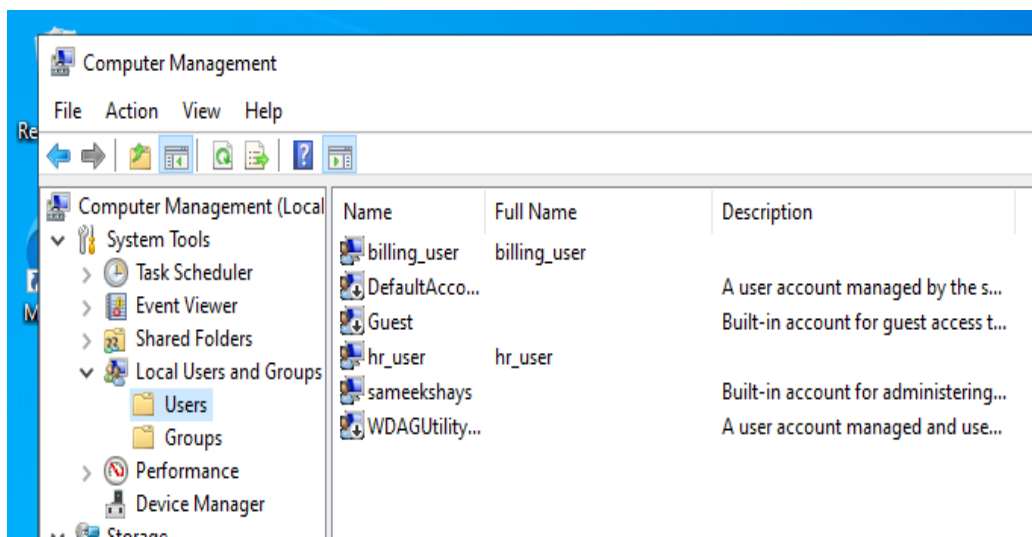 Computer Management
File Action View Help
Re
Computer Management (Local
System Tools
Task Scheduler
Event Viewer
Shared Folders
Local Users and Groups
Users
Groups
Performance
Device Manager
Storage
M
Name Full Name Description
billing_user billing_user
DefaultAcco... A user account managed by the s...
Guest Built-in account for guest access t...
hr_user hr_user
sameekshays Built-in account for administering...
WDAGUtility... A user account managed and use...